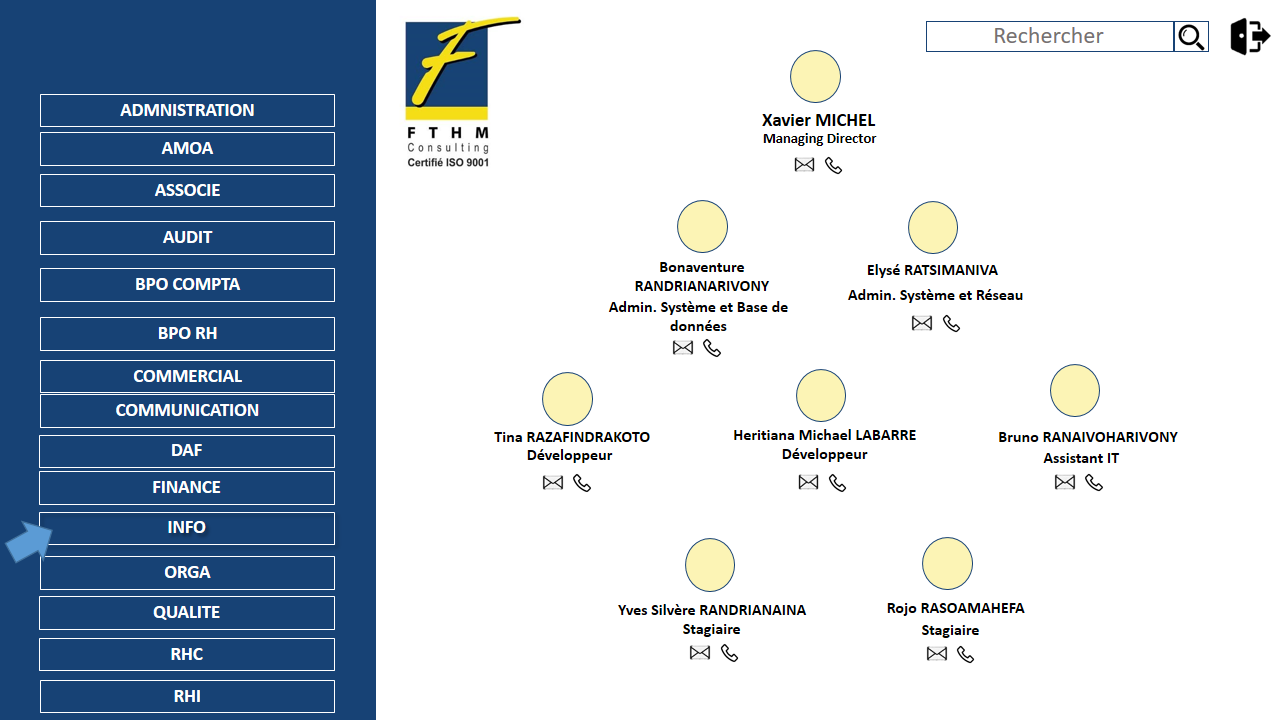 ADMNISTRATION
AMOA
ASSOCIE
AUDIT
BPO COMPTA
BPO RH
COMMERCIAL
COMMUNICATION
DAF
FINANCE
INFO
ORGA
QUALITE
RHC
RHI
F
FTHM
Consulting
Certifié ISO 9001
Rechercher
Xavier MICHEL
Managing Director
Bonaventure
RANDRIANARIVONY
Admin. Système et Base de
données
Elysé RATSIMANIVA
Admin. Système et Réseau
Tina RAZAFINDRAKOTO
Développeur
Heritiana Michael LABARRE
Développeur
Bruno RANAIVOHARIVONY
Assistant IT
Yves Silvère RANDRIANAINA
Stagiaire
Rojo RASOAMAHEFA
Stagiaire